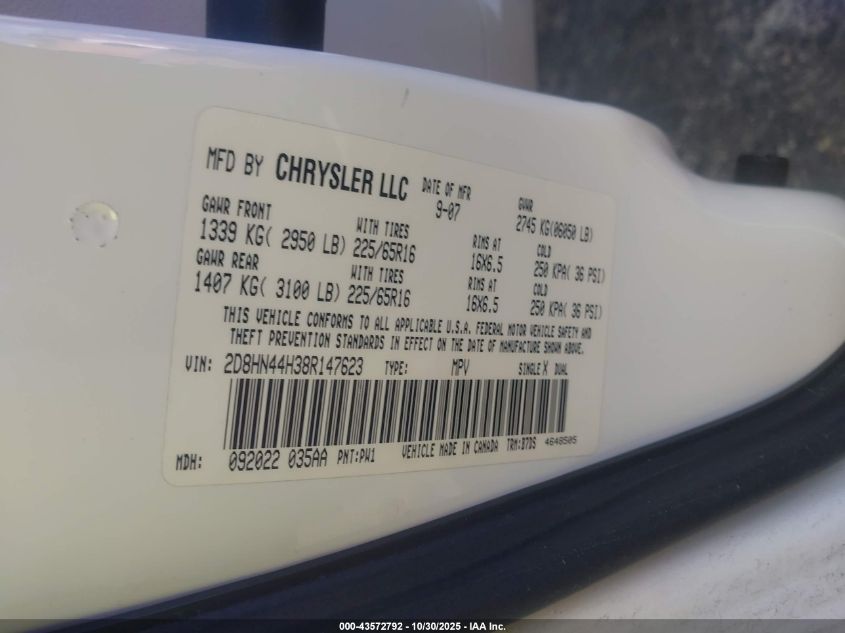 MFD BY CHRYSLER LLC DATE OF MFR 9-07 GVWR 2745 KG(06050 LB)
GAWR FRONT WITH TIRES RIMS AT COLD
1339 KG( 2950 LB) 225/65R16 16X6.5 250 KPA( 36 PSI)
GAWR REAR WITH TIRES RIMS AT COLD
1407 KG( 3100 LB) 225/65R16 16X6.5 250 KPA( 36 PSI)
THIS VEHICLE CONFORMS TO ALL APPLICABLE U.S.A. FEDERAL MOTOR VEHICLE SAFETY AND
THEFT PREVENTION STANDARDS IN EFFECT ON THE DATE OF MANUFACTURE SHOWN ABOVE.
VIN: 2D8HN44H38R147623 TYPE: MPV SINGLE X DUAL
MDH: 092022 035AA PNT:PW1 VEHICLE MADE IN CANADA TRM:B7DS 4648505
000-43572792 - 10/30/2025 - IAA Inc.